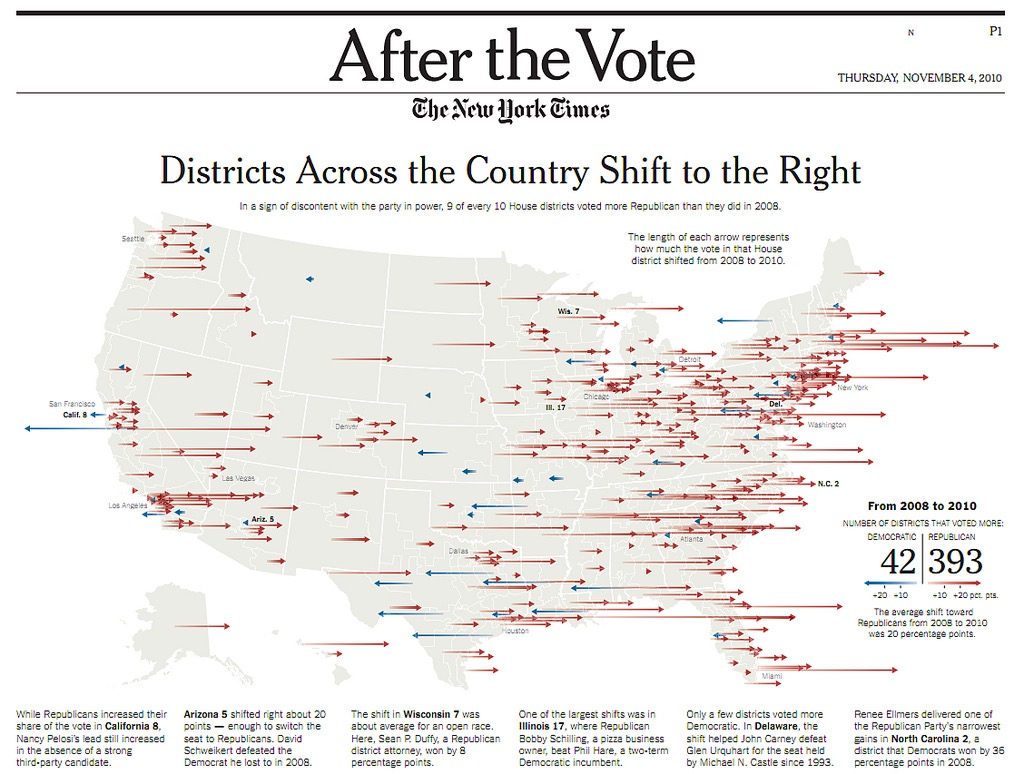 After the Vote
N
P1
THURSDAY, NOVEMBER 4, 2010
The New York Times
Districts Across the Country Shift to the Right
In a sign of discontent with the party in power, 9 of every 10 House districts voted more Republican than they did in 2008.
The length of each arrow represents
how much the vote in that House
district shifted from 2008 to 2010.
Seattle
Wis. 7
Detroit
New York
Chicago
San Francisco
Calif. 8
Ill. 17
Del.
Denver
Washington
Las Vegas
N.C. 2
Los Angeles
Ariz. 5
Atlanta
Dallas
Houston
Miami
From 2008 to 2010
NUMBER OF DISTRICTS THAT VOTED MORE:
DEMOCRATIC REPUBLICAN
42 393
+20 +10 +10 +20 pct. pts.
The average shift toward
Republicans from 2008 to 2010
was 20 percentage points.
While Republicans increased their
share of the vote in California 8,
Nancy Pelosi's lead still increased
in the absence of a strong
third-party candidate.
Arizona 5 shifted right about 20
points — enough to switch the
seat to Republicans. David
Schweikert defeated the
Democrat he lost to in 2008.
The shift in Wisconsin 7 was
about average for an open race.
Here, Sean P. Duffy, a Republican
district attorney, won by 8
percentage points.
One of the largest shifts was in
Illinois 17, where Republican
Bobby Schilling, a pizza business
owner, beat Phil Hare, a two-term
Democratic incumbent.
Only a few districts voted more
Democratic. In Delaware, the
shift helped John Carney defeat
Glen Urquhart for the seat held
by Michael N. Castle since 1993.
Renee Ellmers delivered one of
the Republican Party's narrowest
gains in North Carolina 2, a
district that Democrats won by 36
percentage points in 2008.